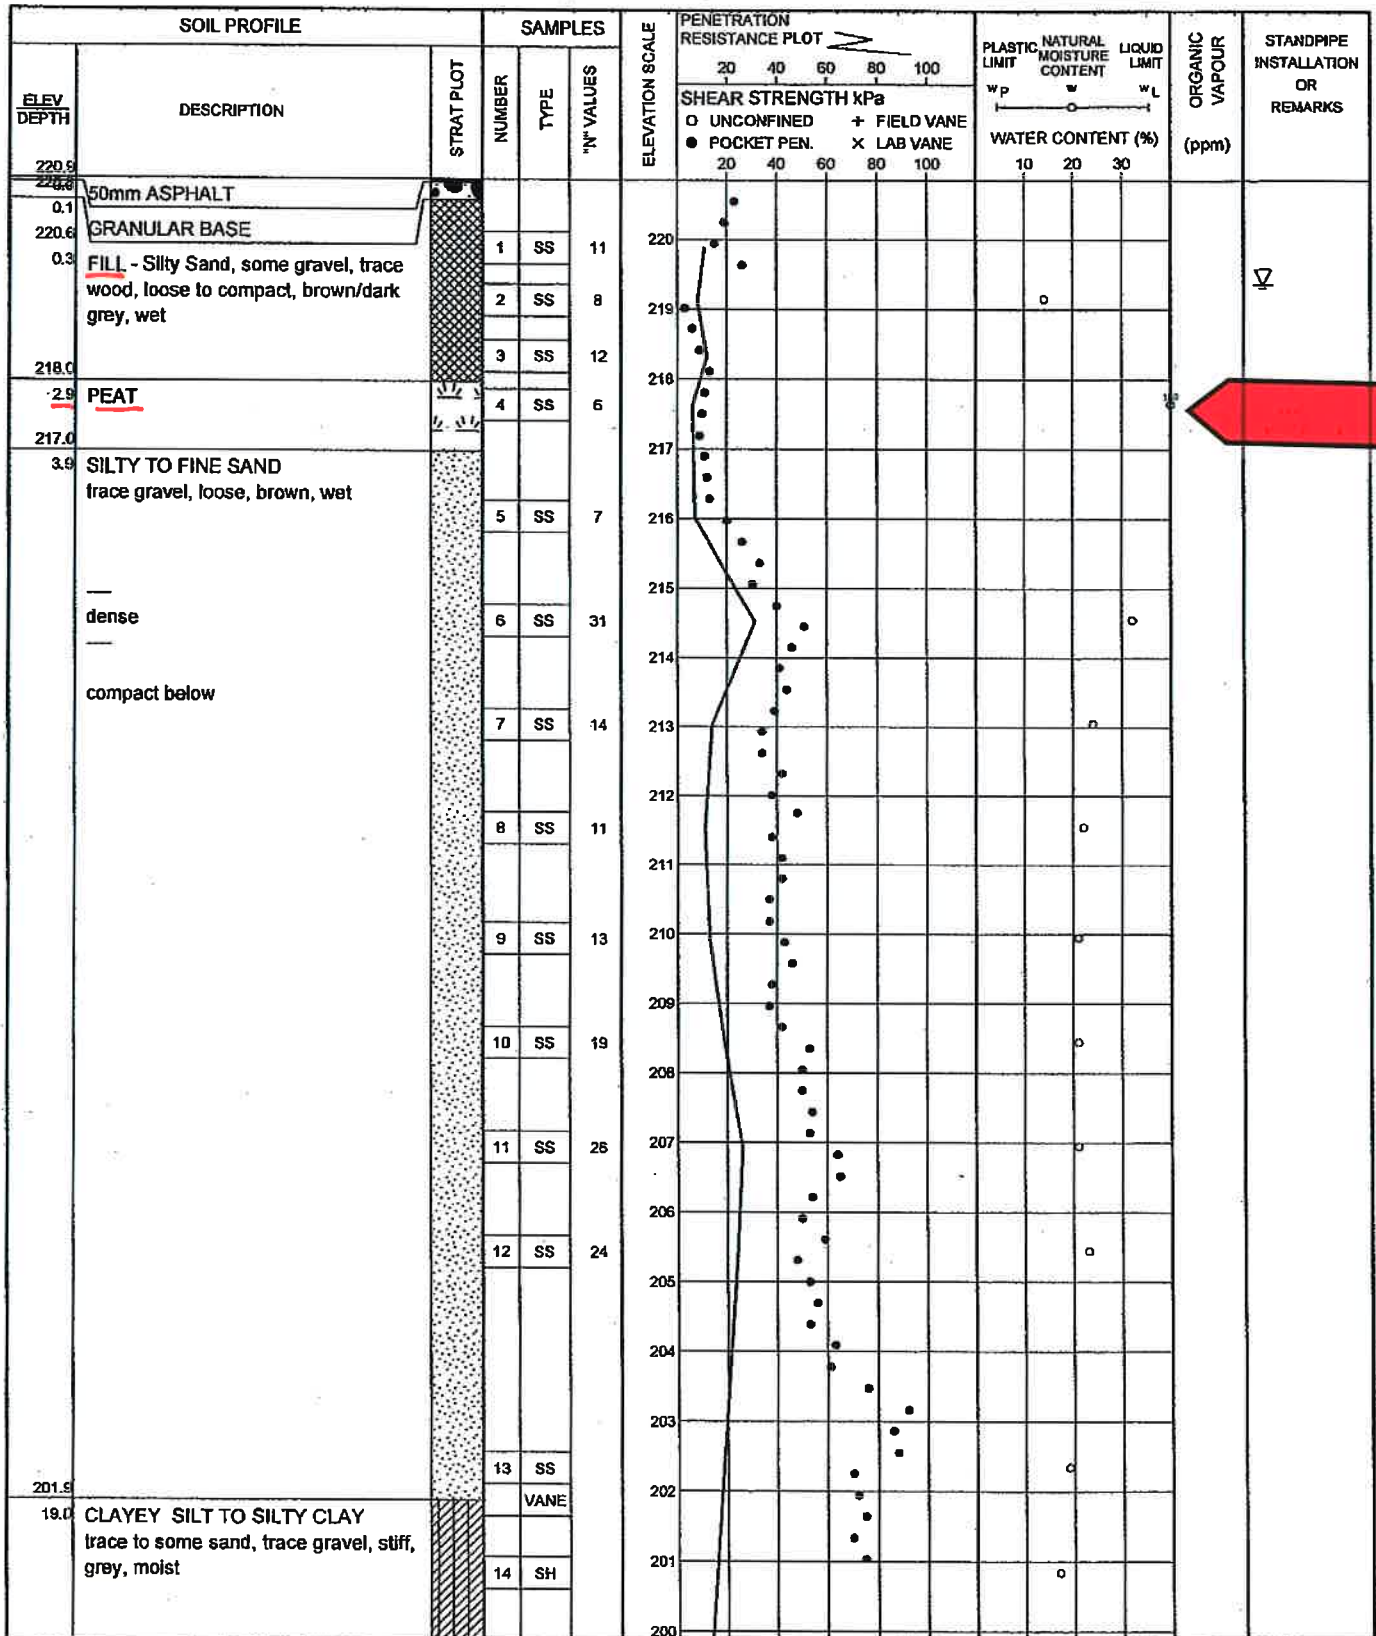 SOIL PROFILE
SAMPLES
ELEV
DEPTH
DESCRIPTION
STRAT PLOT
NUMBER
TYPE
"N" VALUES
ELEVATION SCALE
PENETRATION
RESISTANCE PLOT
20 40 60 80 100
SHEAR STRENGTH kPa
O UNCONFINED + FIELD VANE
● POCKET PEN. × LAB VANE
20 40 60 80 100
PLASTIC LIMIT
NATURAL MOISTURE CONTENT
LIQUID LIMIT
WP W WL
WATER CONTENT (%)
10 20 30
ORGANIC VAPOUR
(ppm)
STANDPIPE
INSTALLATION
OR
REMARKS
220.9
50mm ASPHALT
0.1
220.6 GRANULAR BASE
0.3 FILL - Silty Sand, some gravel, trace
wood, loose to compact, brown/dark
grey, wet
218.0
2.9 PEAT
217.0
3.9 SILTY TO FINE SAND
trace gravel, loose, brown, wet
dense
compact below
201.9
19.0 CLAYEY SILT TO SILTY CLAY
trace to some sand, trace gravel, stiff,
grey, moist
1 SS 11
2 SS 8
3 SS 12
4 SS 6
5 SS 7
6 SS 31
7 SS 14
8 SS 11
9 SS 13
10 SS 19
11 SS 26
12 SS 24
13 SS
VANE
14 SH
220
219
218
217
216
215
214
213
212
211
210
209
208
207
206
205
204
203
202
201
200